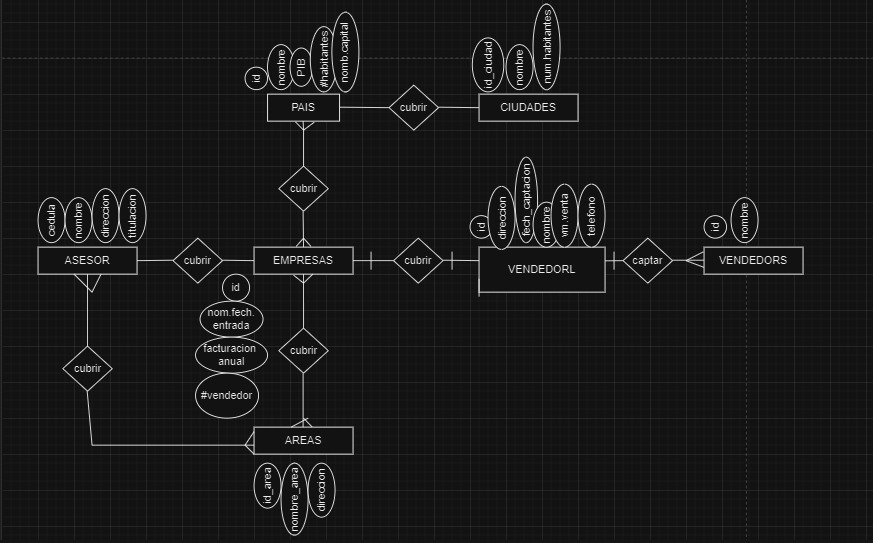 id
nombre
PIB
#habitantes
nomb.capital
id_ciudad
nombre
num.habitantes
PAIS
cubrir
CIUDADES
cubrir
cedula
nombre
direccion
titulacion
id
direccion
fech_captacion
nombre
vm.venta
telefono
id
nombre
ASESOR
cubrir
EMPRESAS
cubrir
VENDEDORL
captar
VENDEDORS
id
nom.fech.
entrada
facturacion
anual
#vendedor
cubrir
cubrir
AREAS
id_area
nombre_area
direccion